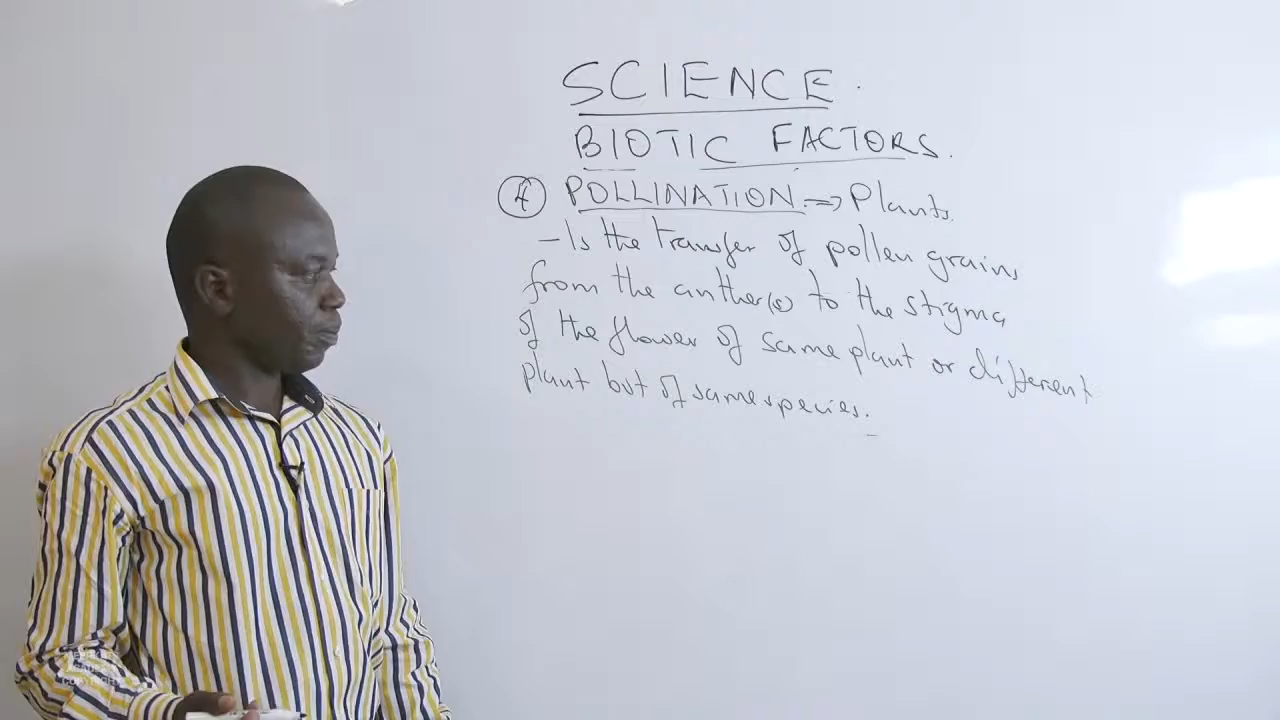 SCIENCE.
BIOTIC FACTORS.
4 POLLINATION. => Plants.
- Is the transfer of pollen grains
from the anther(s) to the stigma
of the flower of same plant or different
plant but of same species.